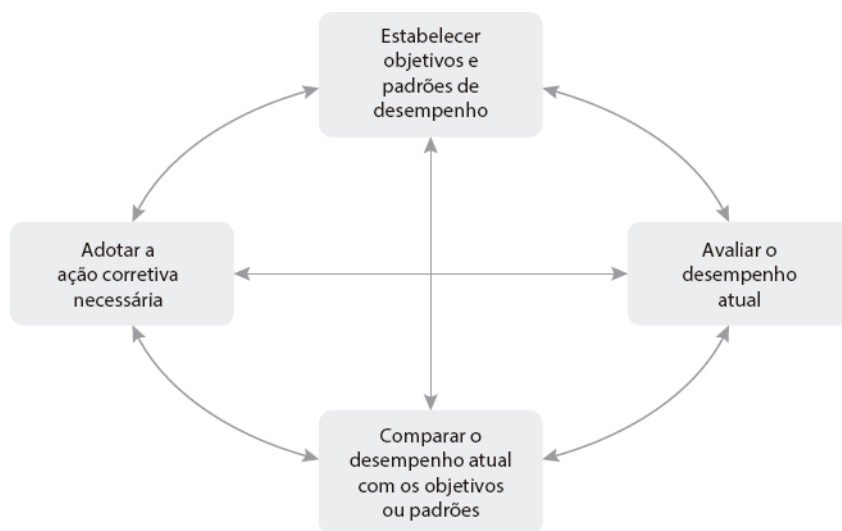 Estabelecer
objetivos e
padrões de
desempenho
Adotar a
ação corretiva
necessária
Avaliar o
desempenho
atual
Comparar o
desempenho atual
com os objetivos
ou padrões